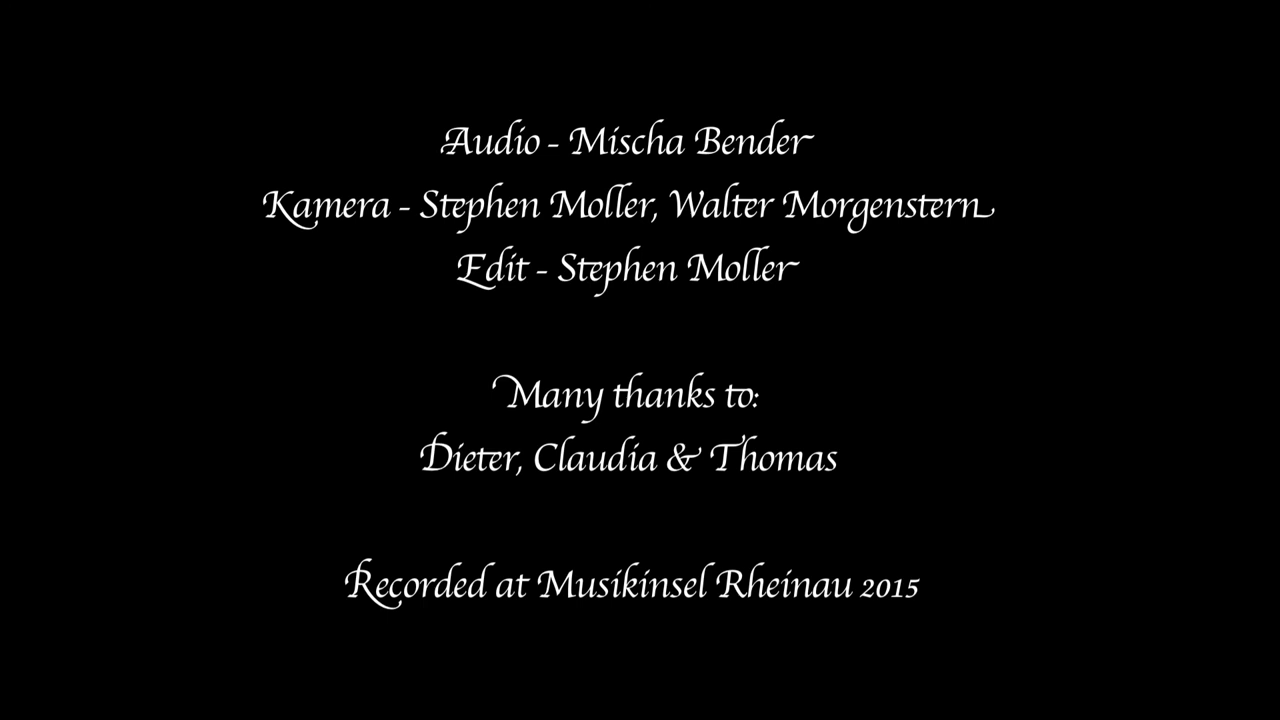 Audio - Mischa Bender
Kamera - Stephen Moller, Walter Morgenstern
Edit - Stephen Moller
Many thanks to:
Dieter, Claudia & Thomas
Recorded at Musikinsel Rheinau 2015